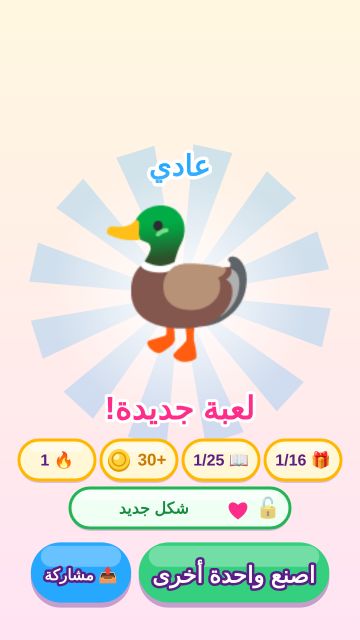 عادي
لعبة جديدة!
1/16
1/25
30+
1
شكل جديد
اصنع واحدة أخرى
مشاركة